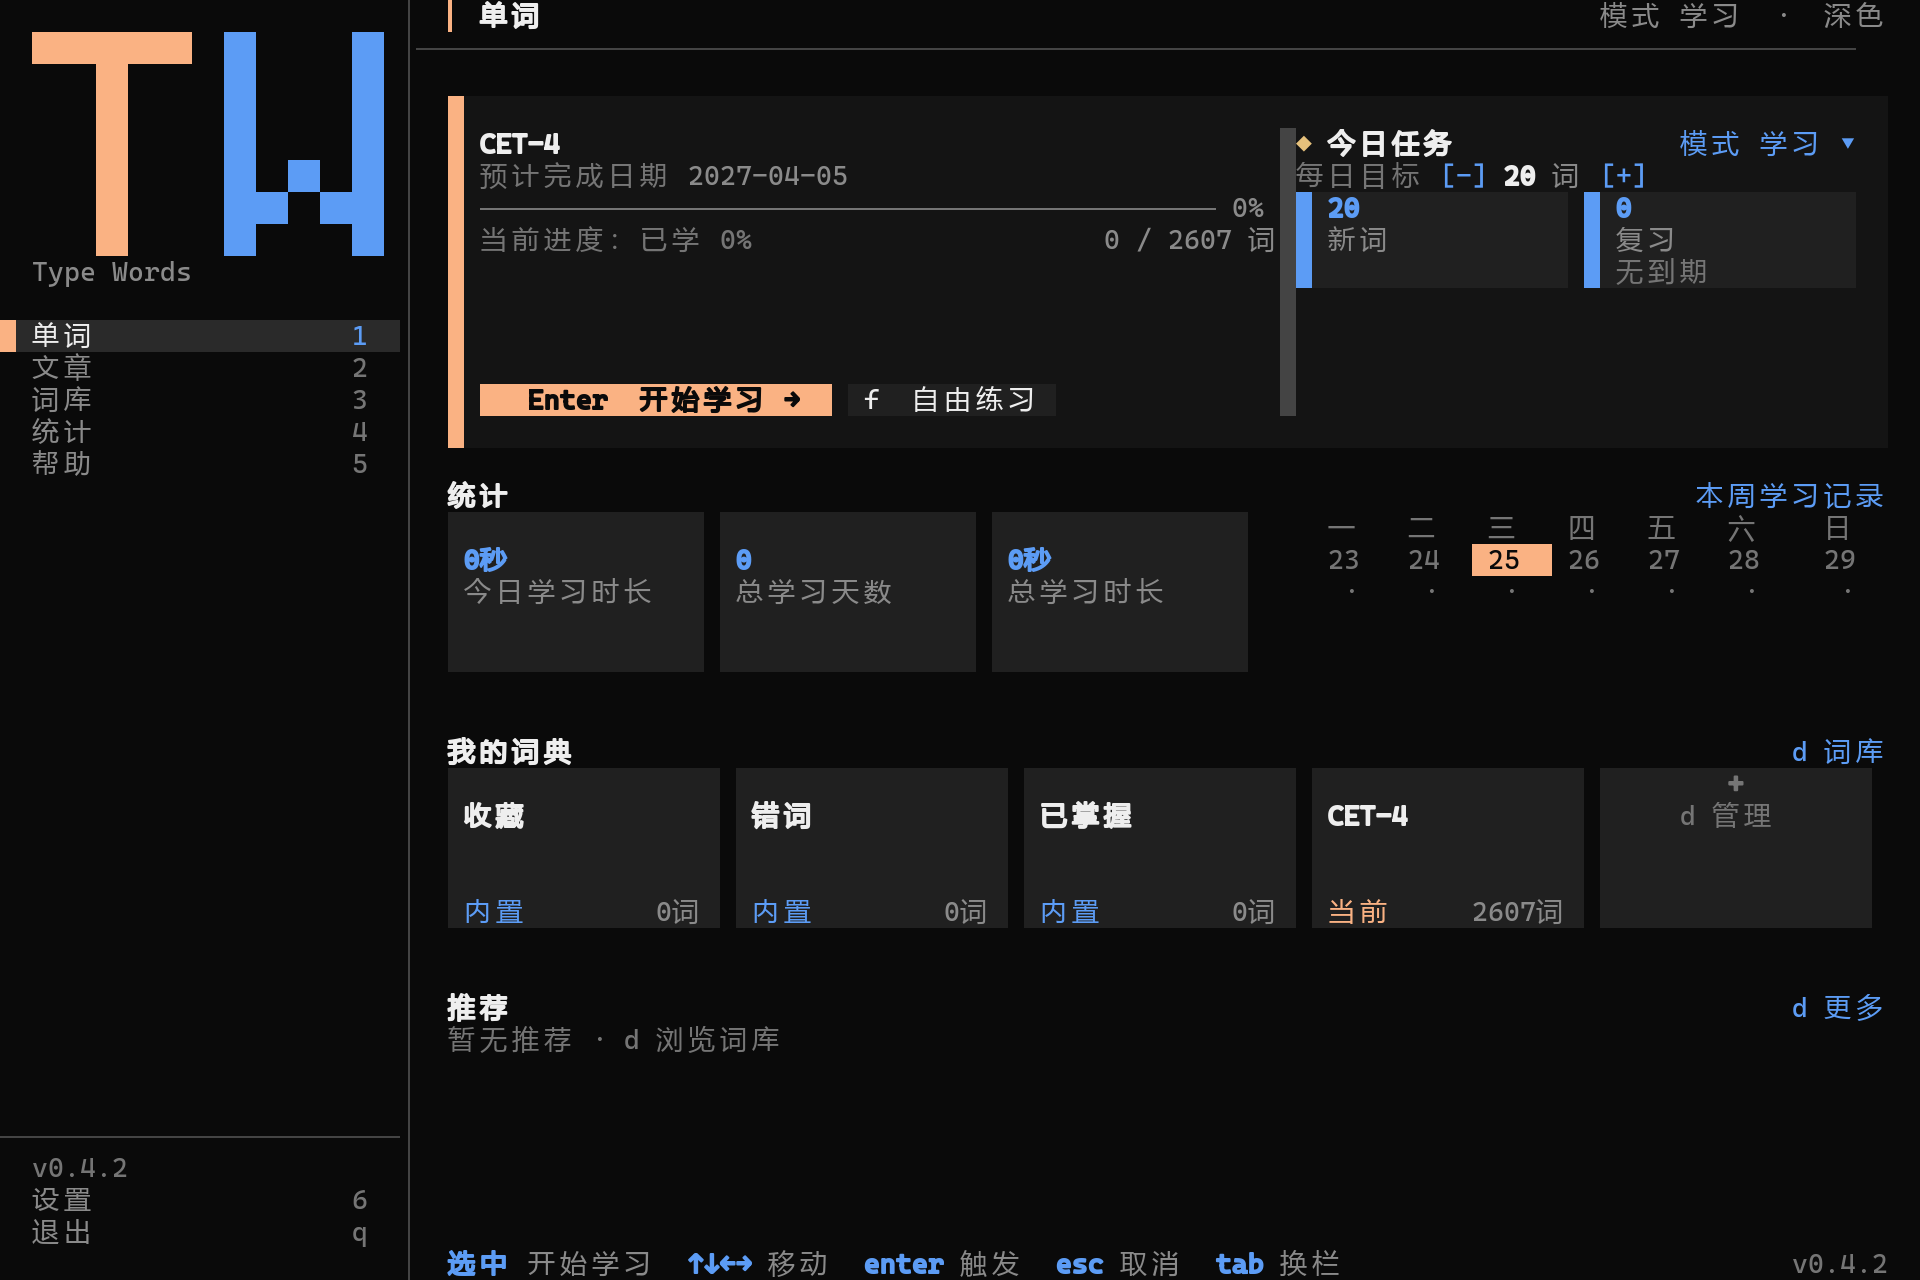 TW
Type Words
单词 1
文章 2
词库 3
统计 4
帮助 5
v0.4.2
设置 6
退出 q
单词
模式 学习 · 深色
CET-4
预计完成日期 2027-04-05
0%
当前进度: 已学 0% 0 / 2607 词
Enter 开始学习 →
f 自由练习
◆ 今日任务 模式 学习 ▼
每日目标 [-] 20 词 [+]
20
新词
0
复习
无到期
统计
0秒
今日学习时长
0
总学习天数
0秒
总学习时长
本周学习记录
一 二 三 四 五 六 日
23 24 25 26 27 28 29
· · · · · · ·
我的词典 d 词库
收藏
内置 0词
错词
内置 0词
已掌握
内置 0词
CET-4
当前 2607词
+
d 管理
推荐 d 更多
暂无推荐 · d 浏览词库
选中 开始学习 ↑↓←→ 移动 enter 触发 esc 取消 tab 换栏 v0.4.2